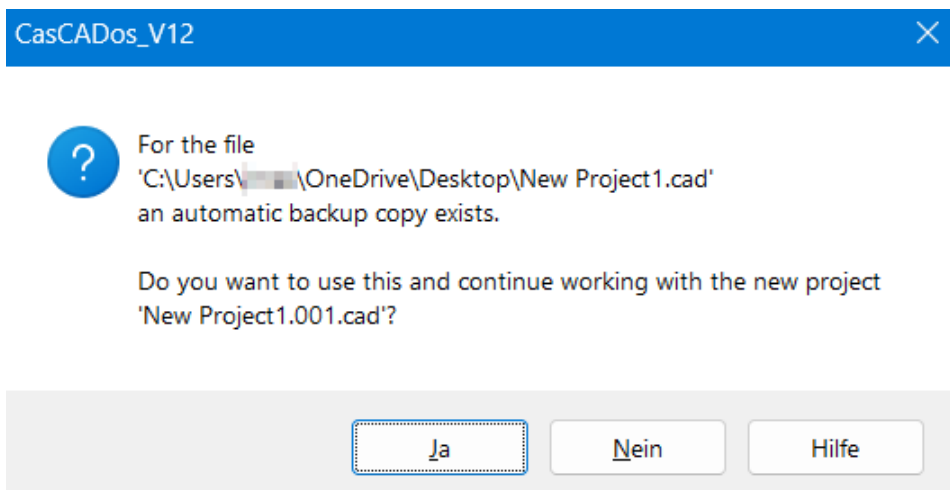 CasCADos_V12
For the file
'C:\Users\ \OneDrive\Desktop\New Project1.cad'
an automatic backup copy exists.
Do you want to use this and continue working with the new project
'New Project1.001.cad'?
Ja
Nein
Hilfe